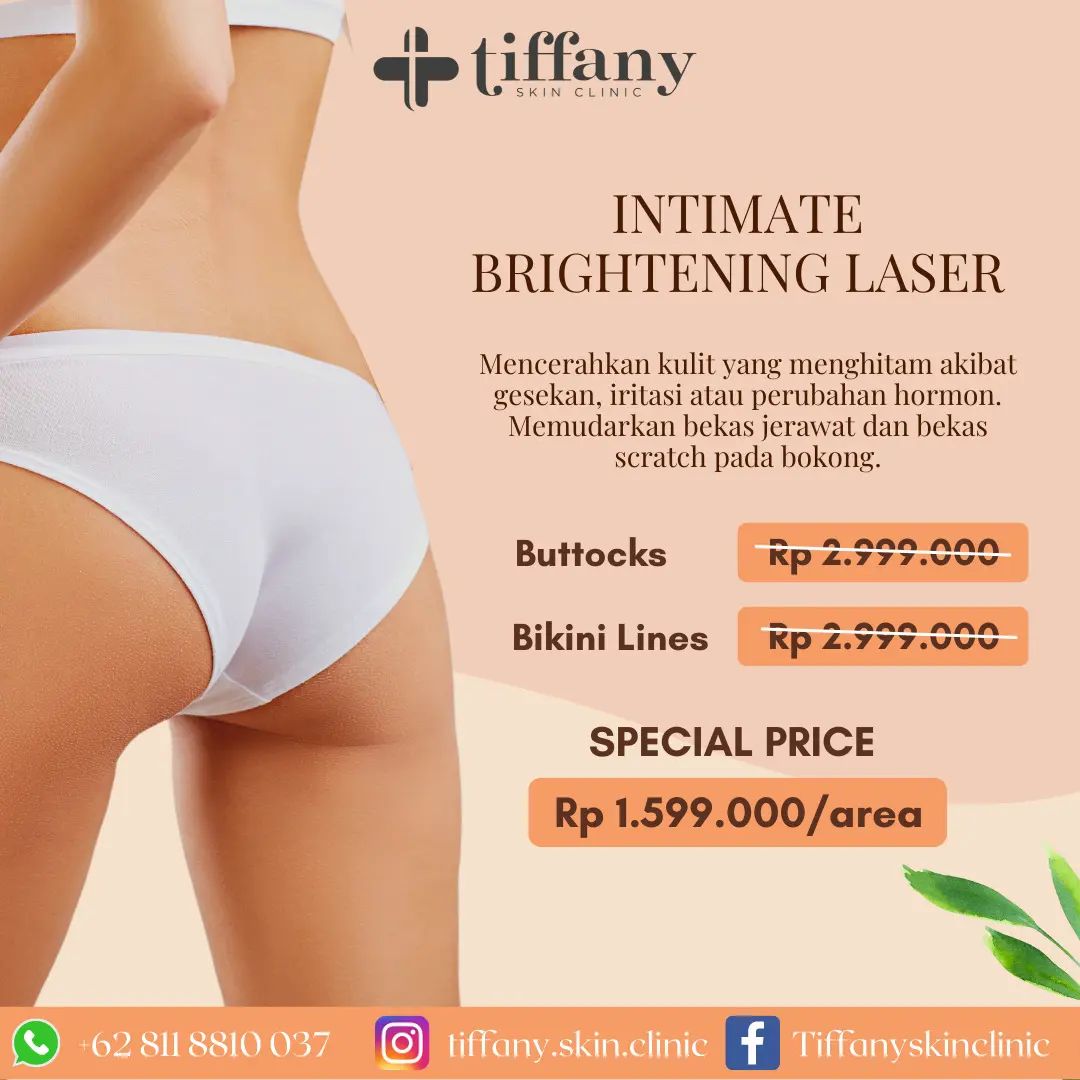 tiffany
SKIN CLINIC
INTIMATE
BRIGHTENING LASER
Mencerahkan kulit yang menghitam akibat
gesekan, iritasi atau perubahan hormon.
Memudarkan bekas jerawat dan bekas
scratch pada bokong.
Buttocks Rp 2.999.000
Bikini Lines Rp 2.999.000
SPECIAL PRICE
Rp 1.599.000/area
+62 811 8810 037 tiffany.skin.clinic Tiffanyskinclinic